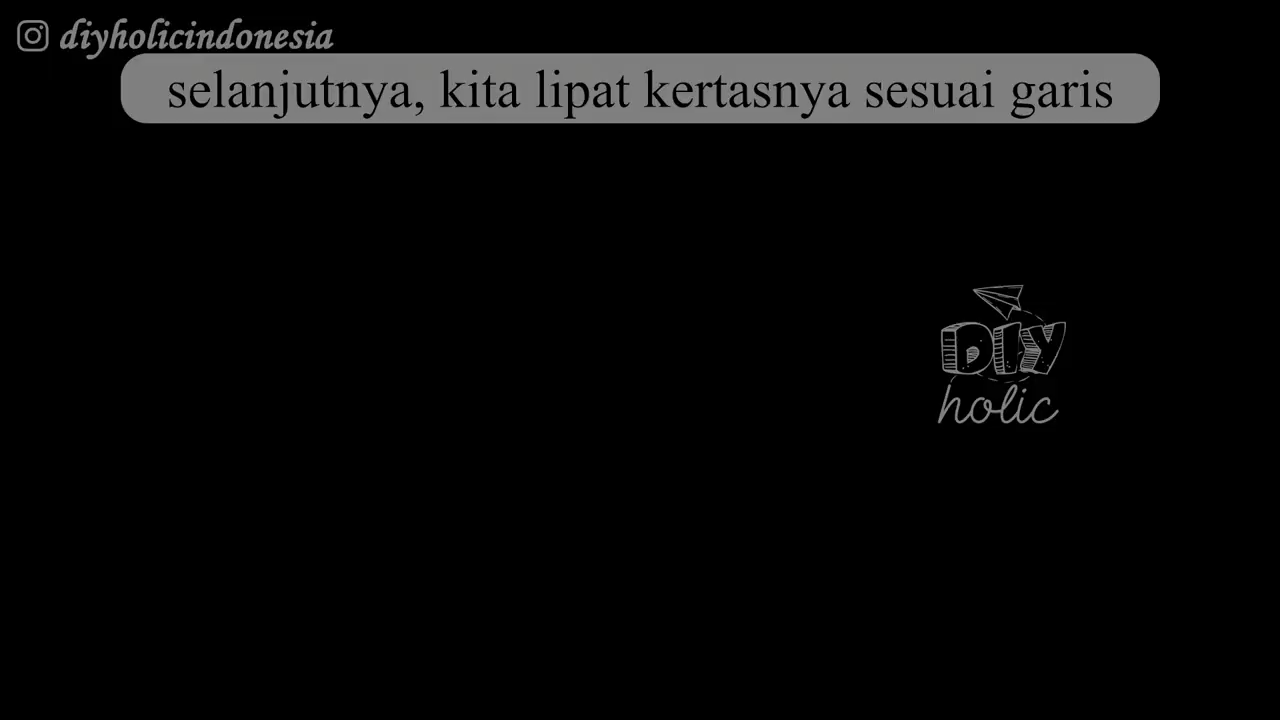 diyholicindonesia
selanjutnya, kita lipat kertasnya sesuai garis
DIY
holic